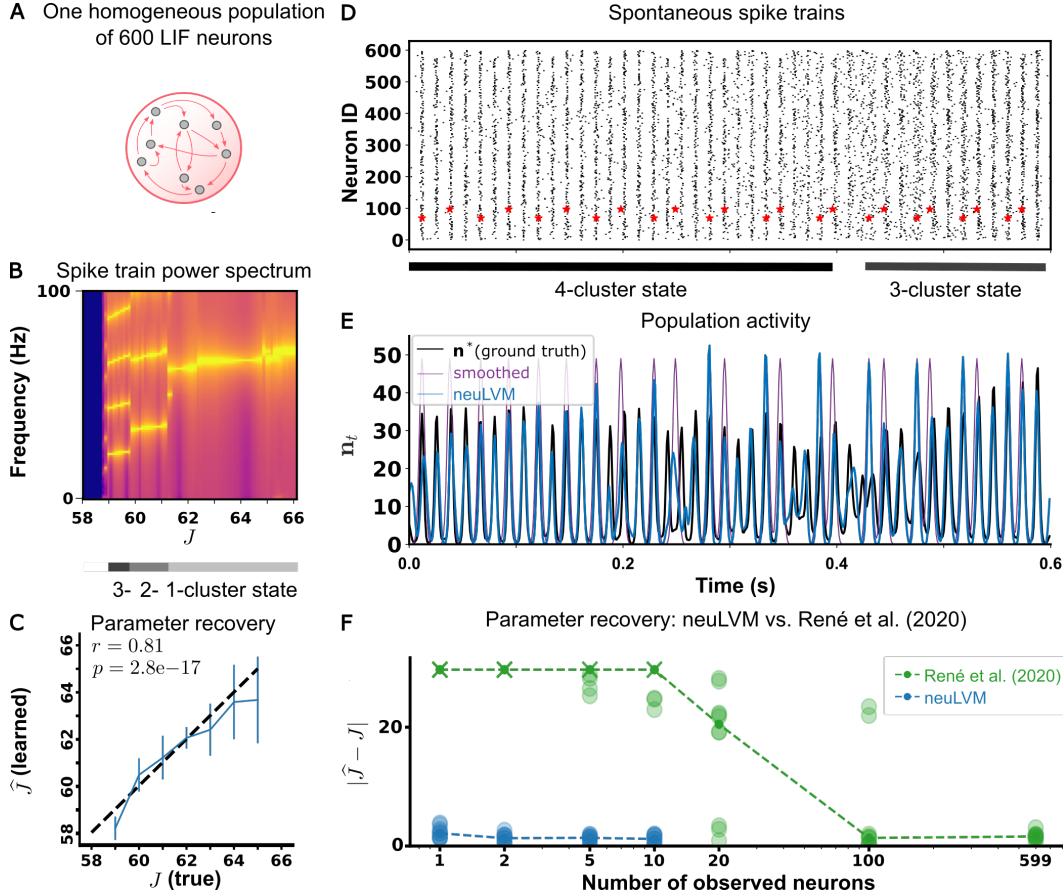 A One homogeneous population
of 600 LIF neurons
B Spike train power spectrum
100
Frequency (Hz)
0
58 60 62 64 66
J
3- 2- 1-cluster state
C Parameter recovery
r = 0.81
p = 2.8e−17
66
64
62
60
58
Ĵ (learned)
58 60 62 64 66
J (true)
D Spontaneous spike trains
600
500
400
300
200
100
0
Neuron ID
4-cluster state 3-cluster state
E Population activity
n* (ground truth)
smoothed
neuLVM
50
40
30
20
10
0
nₜ
0.0 0.2 0.4 0.6
Time (s)
F Parameter recovery: neuLVM vs. René et al. (2020)
René et al. (2020)
neuLVM
20
0
|Ĵ − J|
1 2 5 10 20 100 599
Number of observed neurons